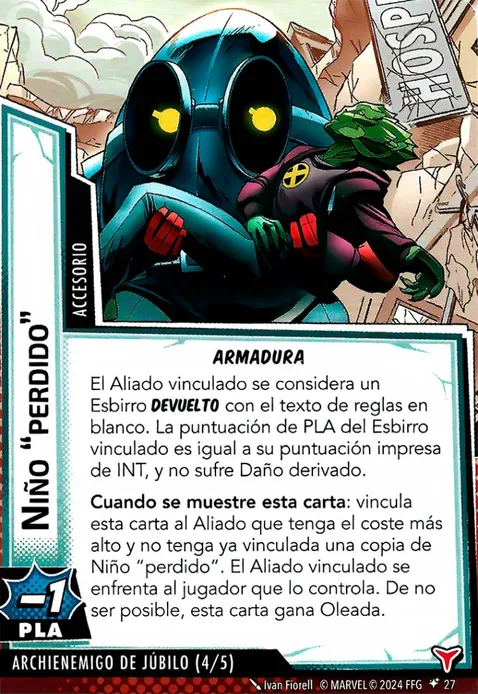 HOSPI
ACCESORIO
NIÑO "PERDIDO"
ARMADURA
El Aliado vinculado se considera un
Esbirro DEVUELTO con el texto de reglas en
blanco. La puntuación de PLA del Esbirro
vinculado es igual a su puntuación impresa
de INT, y no sufre Daño derivado.
Cuando se muestre esta carta: vincula
esta carta al Aliado que tenga el coste más
alto y no tenga ya vinculada una copia de
Niño "perdido". El Aliado vinculado se
enfrenta al jugador que lo controla. De no
ser posible, esta carta gana Oleada.
–1
PLA
ARCHIENEMIGO DE JÚBILO (4/5)
Ivan Fiorell © MARVEL © 2024 FFG 27